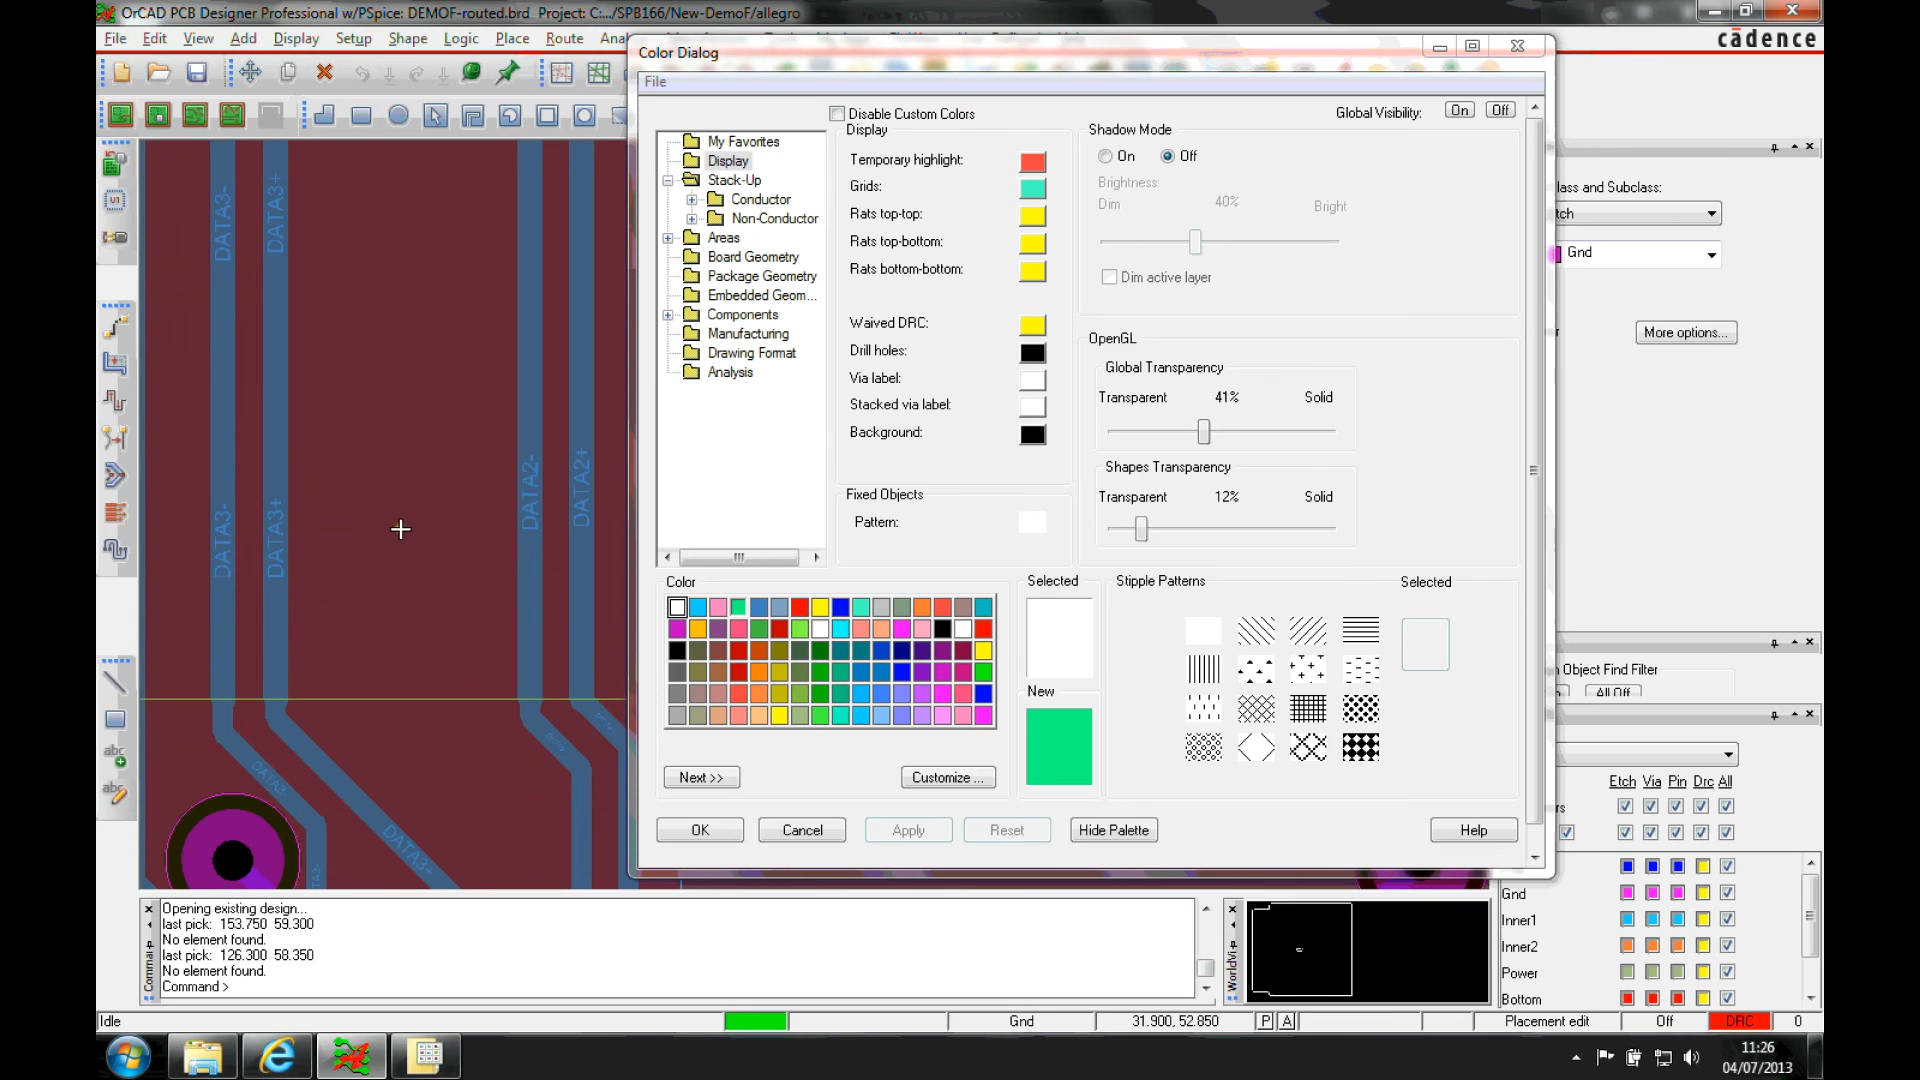 OrCAD PCB Designer Professional w/PSpice: DEMOF-routed.brd Project: C:.../SPB166/New-DemoF/allegro
File Edit View Add Display Setup Shape Logic Place Route
cādence
Color Dialog
File
Disable Custom Colors
Global Visibility: On Off
My Favorites
Display
Stack-Up
Conductor
Non-Conductor
Areas
Board Geometry
Package Geometry
Embedded Geom...
Components
Manufacturing
Drawing Format
Analysis
Display
Temporary highlight:
Grids:
Rats top-top:
Rats top-bottom:
Rats bottom-bottom:
Waived DRC:
Drill holes:
Via label:
Stacked via label:
Background:
Fixed Objects
Pattern:
Shadow Mode
On Off
Brightness:
Dim 40% Bright
Dim active layer
OpenGL
Global Transparency
Transparent 41% Solid
Shapes Transparency
Transparent 12% Solid
Color
Selected
New
Stipple Patterns
Selected
Next >>
Customize ...
OK Cancel Apply Reset Hide Palette Help
lass and Subclass:
tch
Gnd
More options...
Object Find Filter
All Off
Etch Via Pin Drc All
Gnd
Inner1
Inner2
Power
Bottom
U1
abc
abc
DATA3-
DATA3+
DATA3-
DATA3+
DATA2-
DATA2+
DATA3-
DATA3+
DATA3-
Opening existing design...
last pick: 153.750 59.300
No element found.
last pick: 126.300 58.350
No element found.
Command >
Idle
Gnd
31.900, 52.850
P A
Placement edit
Off
DRC
0
11:26
04/07/2013